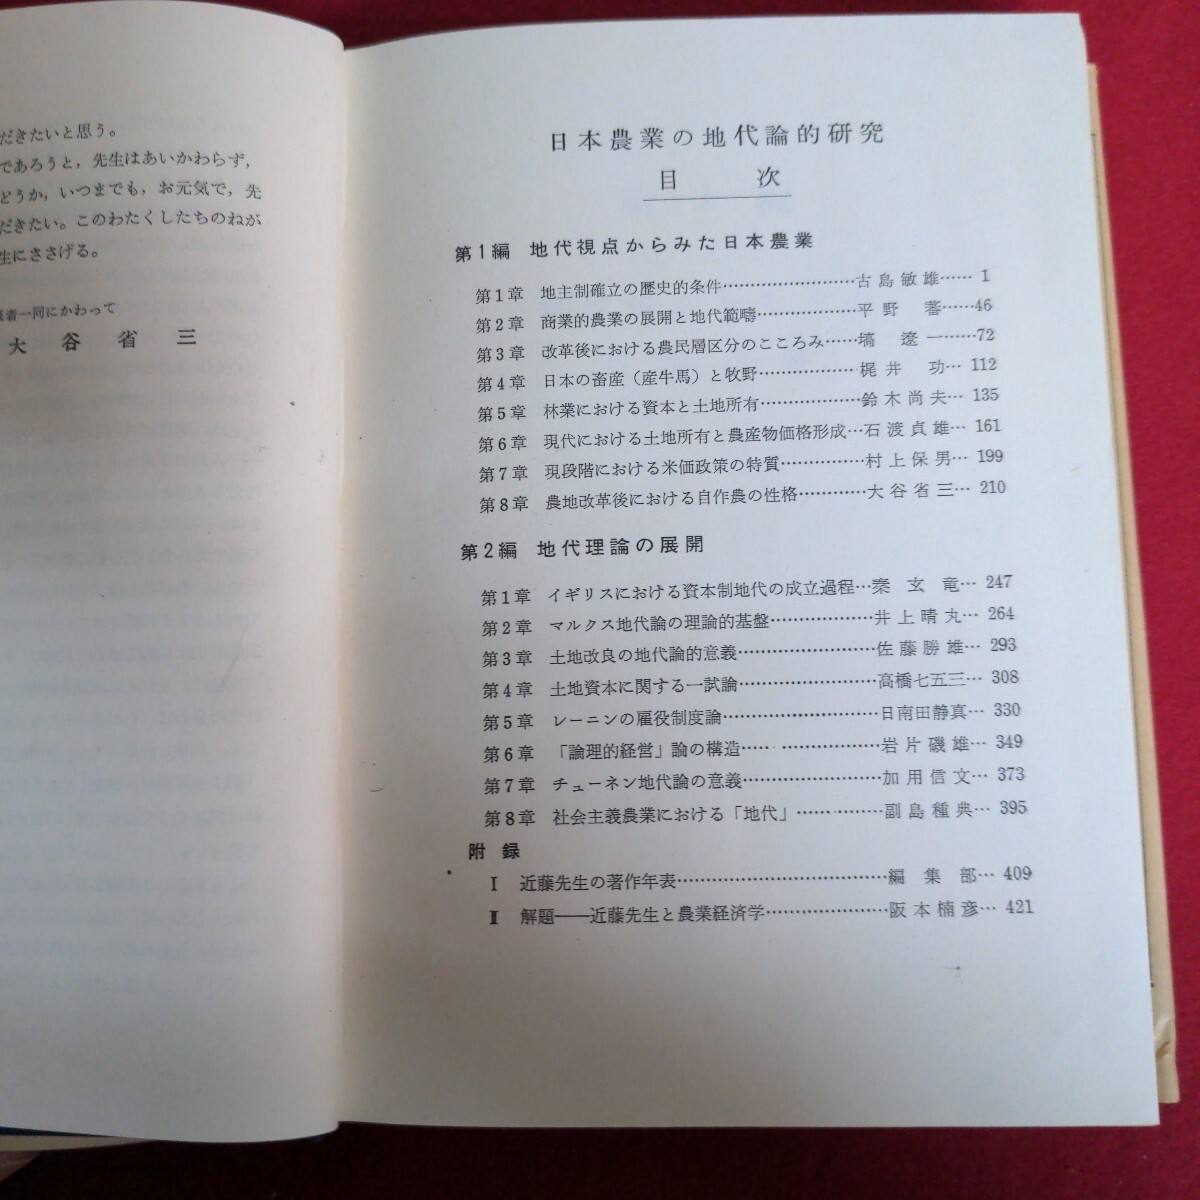 だきたいと思う。
であろうと，先生はあいかわらず，
どうか，いつまでも，お元気で，先
だきたい。このわたくしたちのねが
生にささげる。
者一同にかわって
大谷省三
日本農業の地代論的研究
目次
第1編 地代視点からみた日本農業
第1章 地主制確立の歴史的条件……………………古島敏雄…… 1
第2章 商業的農業の展開と地代範疇………………平野蕃……46
第3章 改革後における農民層区分のこころみ……塙遼一……72
第4章 日本の畜産（産牛馬）と牧野………………梶井功… 112
第5章 林業における資本と土地所有………………鈴木尚夫… 135
第6章 現代における土地所有と農産物価格形成…石渡貞雄… 161
第7章 現段階における米価政策の特質……………村上保男… 199
第8章 農地改革後における自作農の性格…………大谷省三… 210
第2編 地代理論の展開
第1章 イギリスにおける資本制地代の成立過程…秦玄竜… 247
第2章 マルクス地代論の理論的基盤………………井上晴丸… 264
第3章 土地改良の地代論的意義……………………佐藤勝雄… 293
第4章 土地資本に関する一試論……………………高橋七五三… 308
第5章 レーニンの雇役制度論………………………日南田静真… 330
第6章 「論理的経営」論の構造……………………岩片磯雄… 349
第7章 チューネン地代論の意義……………………加用信文… 373
第8章 社会主義農業における「地代」……………副島種典… 395
附録
Ⅰ 近藤先生の著作年表………………………………編集部… 409
Ⅱ 解題――近藤先生と農業経済学…………………阪本楠彦… 421